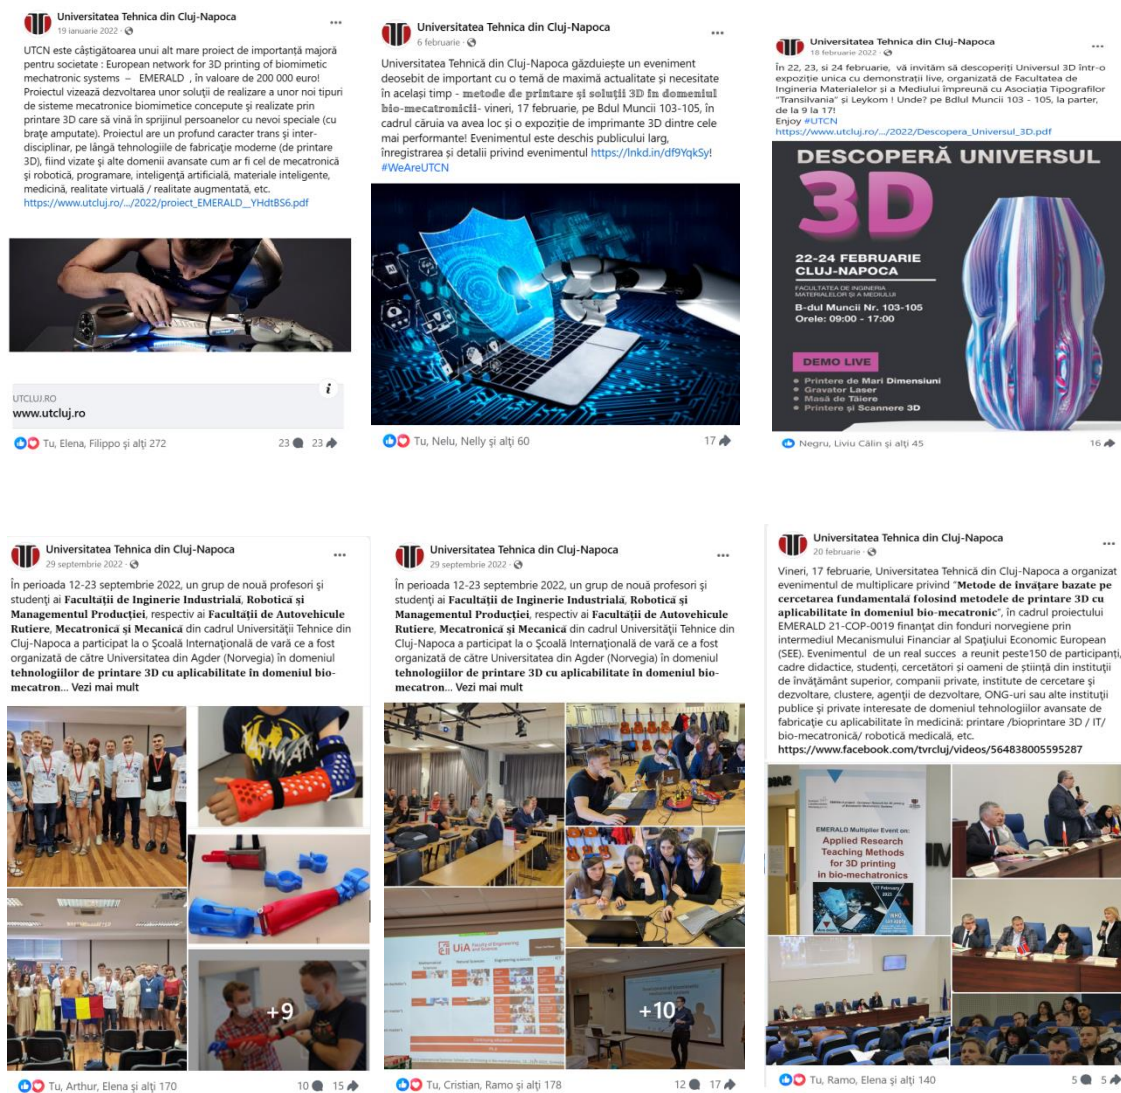 Universitatea Tehnica din Cluj-Napoca
19 ianuarie 2022 ·
UTCN este câștigătoarea unui alt mare proiect de importanță majoră
pentru societate : European network for 3D printing of biomimetic
mechatronic systems – EMERALD , în valoare de 200 000 euro!
Proiectul vizează dezvoltarea unor soluții de realizare a unor noi tipuri
de sisteme mecatronice biomimetice concepute și realizate prin
printare 3D care să vină în sprijinul persoanelor cu nevoi speciale (cu
brațe amputate). Proiectul are un profund caracter trans și inter-
disciplinar, pe lângă tehnologiile de fabricație moderne (de printare
3D), fiind vizate și alte domenii avansate cum ar fi cel de mecatronică
și robotică, programare, inteligență artificială, materiale inteligente,
medicină, realitate virtuală / realitate augmentată, etc.
https://www.utcluj.ro/.../2022/proiect_EMERALD__YHdtBS6.pdf
UTCLUJ.RO
www.utcluj.ro
Tu, Elena, Filippo și alți 272
23 23
Universitatea Tehnica din Cluj-Napoca
6 februarie ·
Universitatea Tehnică din Cluj-Napoca găzduiește un eveniment
deosebit de important cu o temă de maximă actualitate și necesitate
în același timp - metode de printare și soluții 3D în domeniul
bio-mecatronicii- vineri, 17 februarie, pe Bdul Muncii 103-105, în
cadrul căruia va avea loc și o expoziție de imprimante 3D dintre cele
mai performante! Evenimentul este deschis publicului larg,
înregistrarea și detalii privind evenimentul https://lnkd.in/df9YqkSy!
#WeAreUTCN
AI
Tu, Nelu, Nelly și alți 60
17
Universitatea Tehnica din Cluj-Napoca
18 februarie 2022 ·
În 22, 23, si 24 februarie, vă invităm să descoperiți Universul 3D într-o
expoziție unica cu demonstrații live, organizată de Facultatea de
Ingineria Materialelor și a Mediului împreună cu Asociația Tipografilor
"Transilvania" și Leykom ! Unde? pe Bdlul Muncii 103 - 105, la parter,
de la 9 la 17!
Enjoy #UTCN
https://www.utcluj.ro/.../2022/Descopera_Universul_3D.pdf
DESCOPERĂ UNIVERSUL
3D
22-24 FEBRUARIE
CLUJ-NAPOCA
FACULTATEA DE INGINERIA
MATERIALELOR ȘI A MEDIULUI
B-dul Muncii Nr. 103-105
Orele: 09:00 - 17:00
DEMO LIVE
Printere de Mari Dimensiuni
Gravator Laser
Masă de Tăiere
Printere și Scannere 3D
Negru, Liviu Călin și alți 45
16
Universitatea Tehnica din Cluj-Napoca
29 septembrie 2022 ·
În perioada 12-23 septembrie 2022, un grup de nouă profesori și
studenți ai Facultății de Inginerie Industrială, Robotică și
Managementul Producției, respectiv ai Facultății de Autovehicule
Rutiere, Mecatronică și Mecanică din cadrul Universității Tehnice din
Cluj-Napoca a participat la o Școală Internațională de vară ce a fost
organizată de către Universitatea din Agder (Norvegia) în domeniul
tehnologiilor de printare 3D cu aplicabilitate în domeniul bio-
mecatron... Vezi mai mult
+9
Tu, Arthur, Elena și alți 170
10 15
Universitatea Tehnica din Cluj-Napoca
29 septembrie 2022 ·
În perioada 12-23 septembrie 2022, un grup de nouă profesori și
studenți ai Facultății de Inginerie Industrială, Robotică și
Managementul Producției, respectiv ai Facultății de Autovehicule
Rutiere, Mecatronică și Mecanică din cadrul Universității Tehnice din
Cluj-Napoca a participat la o Școală Internațională de vară ce a fost
organizată de către Universitatea din Agder (Norvegia) în domeniul
tehnologiilor de printare 3D cu aplicabilitate în domeniul bio-
mecatron... Vezi mai mult
UiA Faculty of Engineering
and Science
+10
Tu, Cristian, Ramo și alți 178
12 17
Universitatea Tehnica din Cluj-Napoca
20 februarie ·
Vineri, 17 februarie, Universitatea Tehnică din Cluj-Napoca a organizat
evenimentul de multiplicare privind "Metode de învățare bazate pe
cercetarea fundamentală folosind metodele de printare 3D cu
aplicabilitate în domeniul bio-mecatronic", în cadrul proiectului
EMERALD 21-COP-0019 finanțat din fonduri norvegiene prin
intermediul Mecanismului Financiar al Spațiului Economic European
(SEE). Evenimentul de un real succes a reunit peste150 de participanți,
cadre didactice, studenți, cercetători și oameni de știință din instituții
de învățământ superior, companii private, institute de cercetare și
dezvoltare, clustere, agenții de dezvoltare, ONG-uri sau alte instituții
publice și private interesate de domeniul tehnologiilor avansate de
fabricație cu aplicabilitate în medicină: printare /bioprintare 3D / IT/
bio-mecatronică/ robotică medicală, etc.
https://www.facebook.com/tvrcluj/videos/564838005595287
EMERALD Multiplier Event on:
Applied Research
Teaching Methods
for 3D printing
in bio-mechatronics
Tu, Ramo, Elena și alți 140
5 5